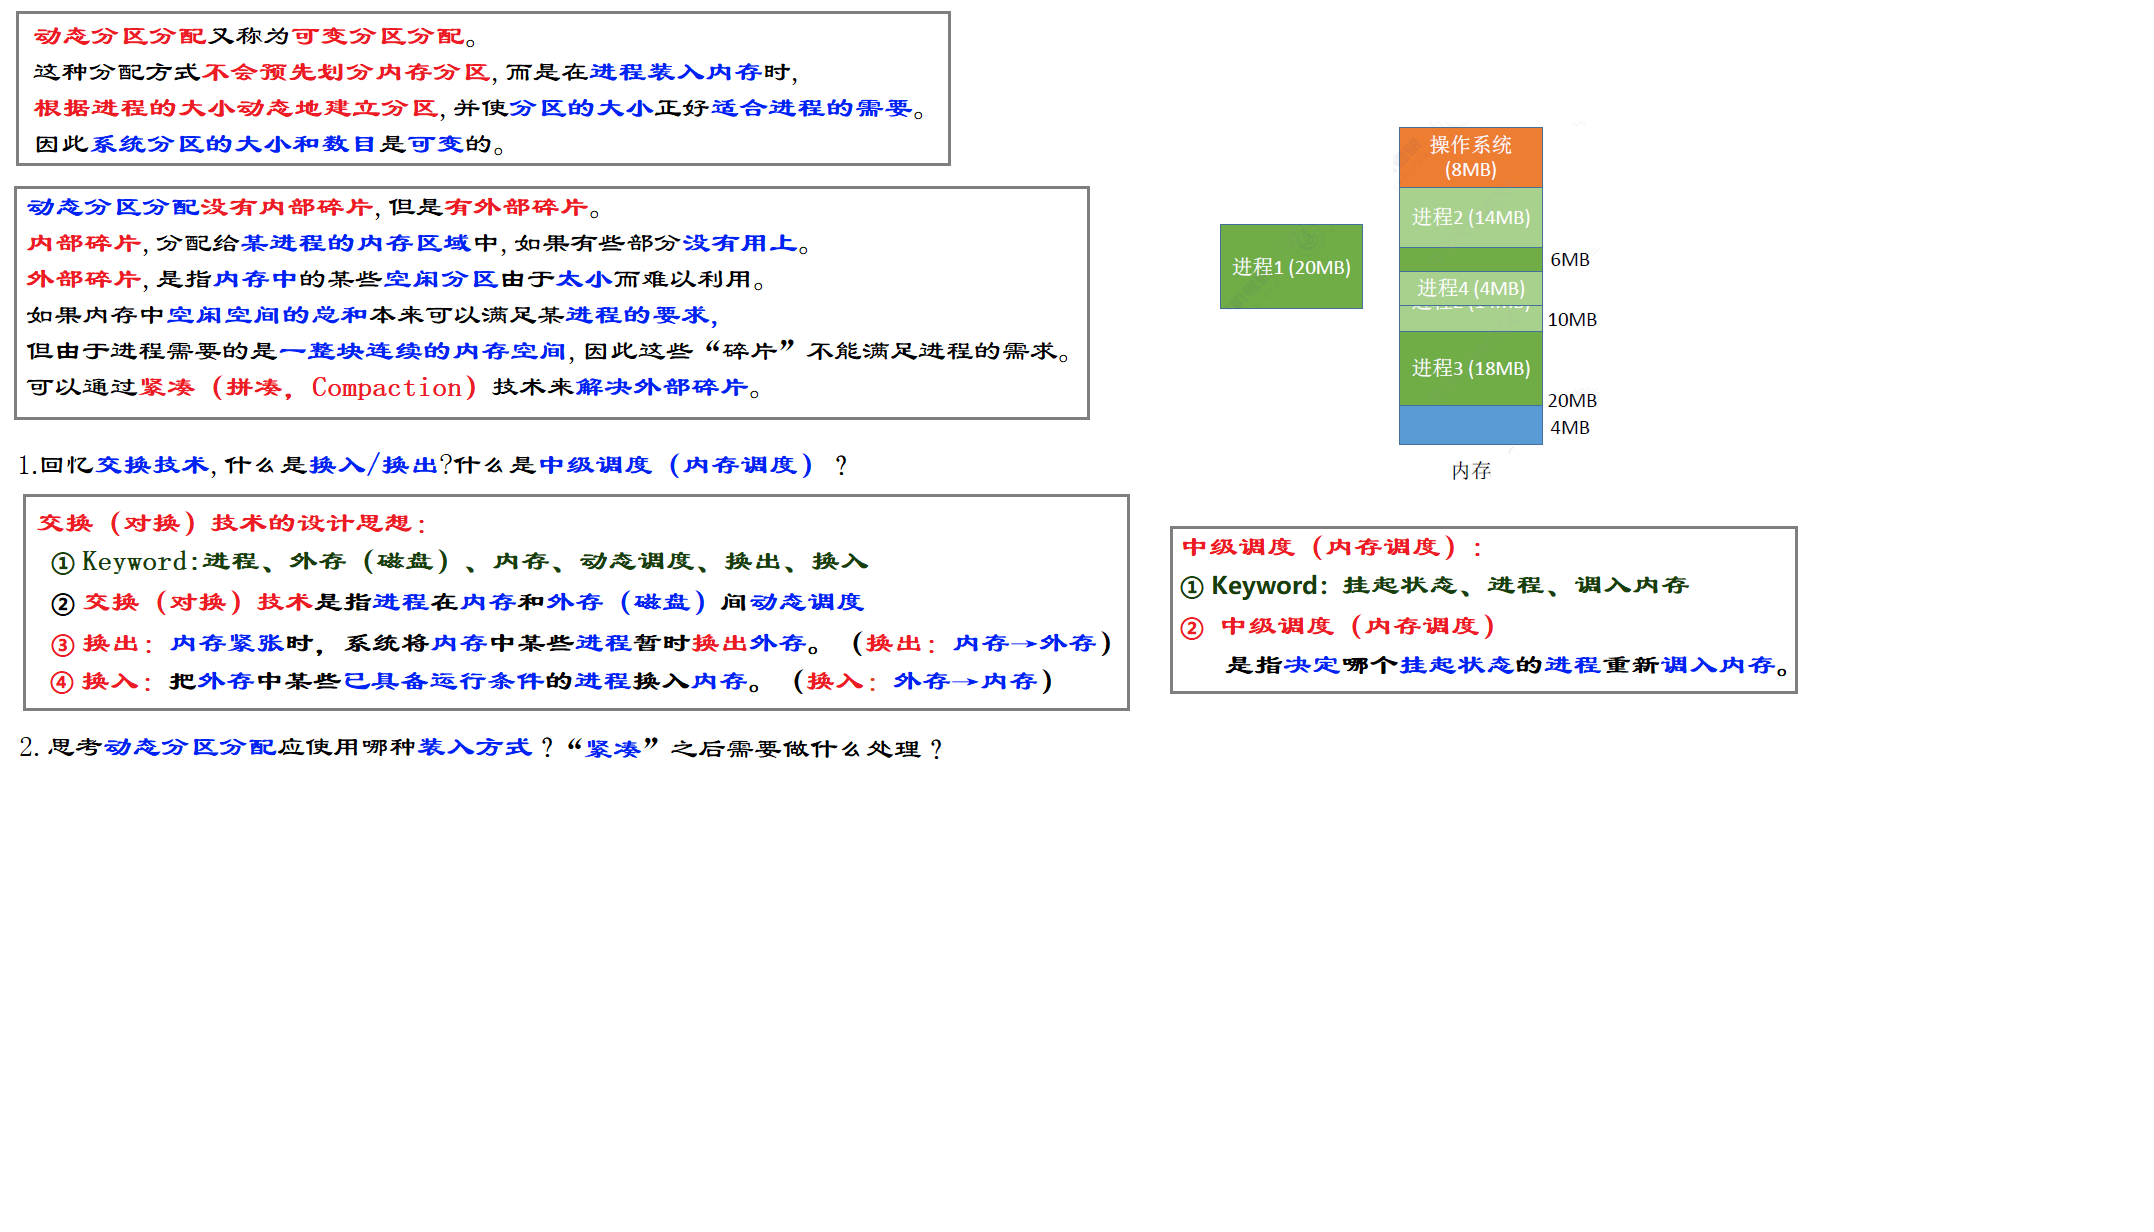 动态分区分配又称为可变分区分配。
这种分配方式不会预先划分内存分区,而是在进程装入内存时,
根据进程的大小动态地建立分区,并使分区的大小正好适合进程的需要。
因此系统分区的大小和数目是可变的。
动态分区分配没有内部碎片,但是有外部碎片。
内部碎片,分配给某进程的内存区域中,如果有些部分没有用上。
外部碎片,是指内存中的某些空闲分区由于太小而难以利用。
如果内存中空闲空间的总和本来可以满足某进程的要求,
但由于进程需要的是一整块连续的内存空间,因此这些“碎片”不能满足进程的需求。
可以通过紧凑（拼凑，Compaction）技术来解决外部碎片。
进程1 (20MB)
操作系统
(8MB)
进程2 (14MB)
6MB
进程4 (4MB)
10MB
进程3 (18MB)
20MB
4MB
内存
1.回忆交换技术,什么是换入/换出?什么是中级调度（内存调度）？
交换（对换）技术的设计思想：
① Keyword:进程、外存（磁盘）、内存、动态调度、换出、换入
② 交换（对换）技术是指进程在内存和外存（磁盘）间动态调度
③ 换出：内存紧张时，系统将内存中某些进程暂时换出外存。（换出：内存→外存）
④ 换入：把外存中某些已具备运行条件的进程换入内存。（换入：外存→内存）
中级调度（内存调度）：
① Keyword：挂起状态、进程、调入内存
② 中级调度（内存调度）
是指决定哪个挂起状态的进程重新调入内存。
2. 思考动态分区分配应使用哪种装入方式？“紧凑”之后需要做什么处理？